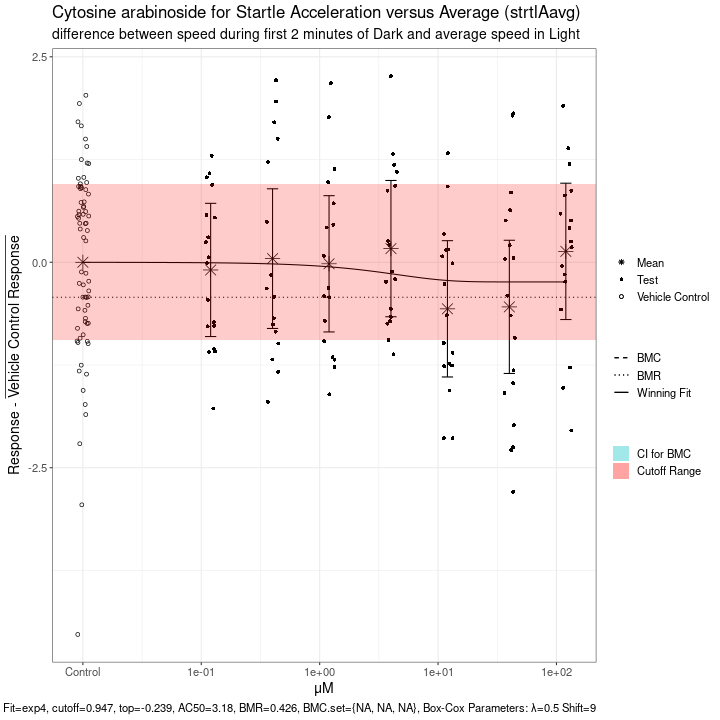 Cytosine arabinoside for Startle Acceleration versus Average (strtlAavg)
difference between speed during first 2 minutes of Dark and average speed in Light
Response - Vehicle Control Response
2.5
0.0
-2.5
Control
1e-01
1e+00
1e+01
1e+02
μM
Mean
Test
Vehicle Control
BMC
BMR
Winning Fit
CI for BMC
Cutoff Range
Fit=exp4, cutoff=0.947, top=-0.239, AC50=3.18, BMR=0.426, BMC.set={NA, NA, NA}, Box-Cox Parameters: λ=0.5 Shift=9